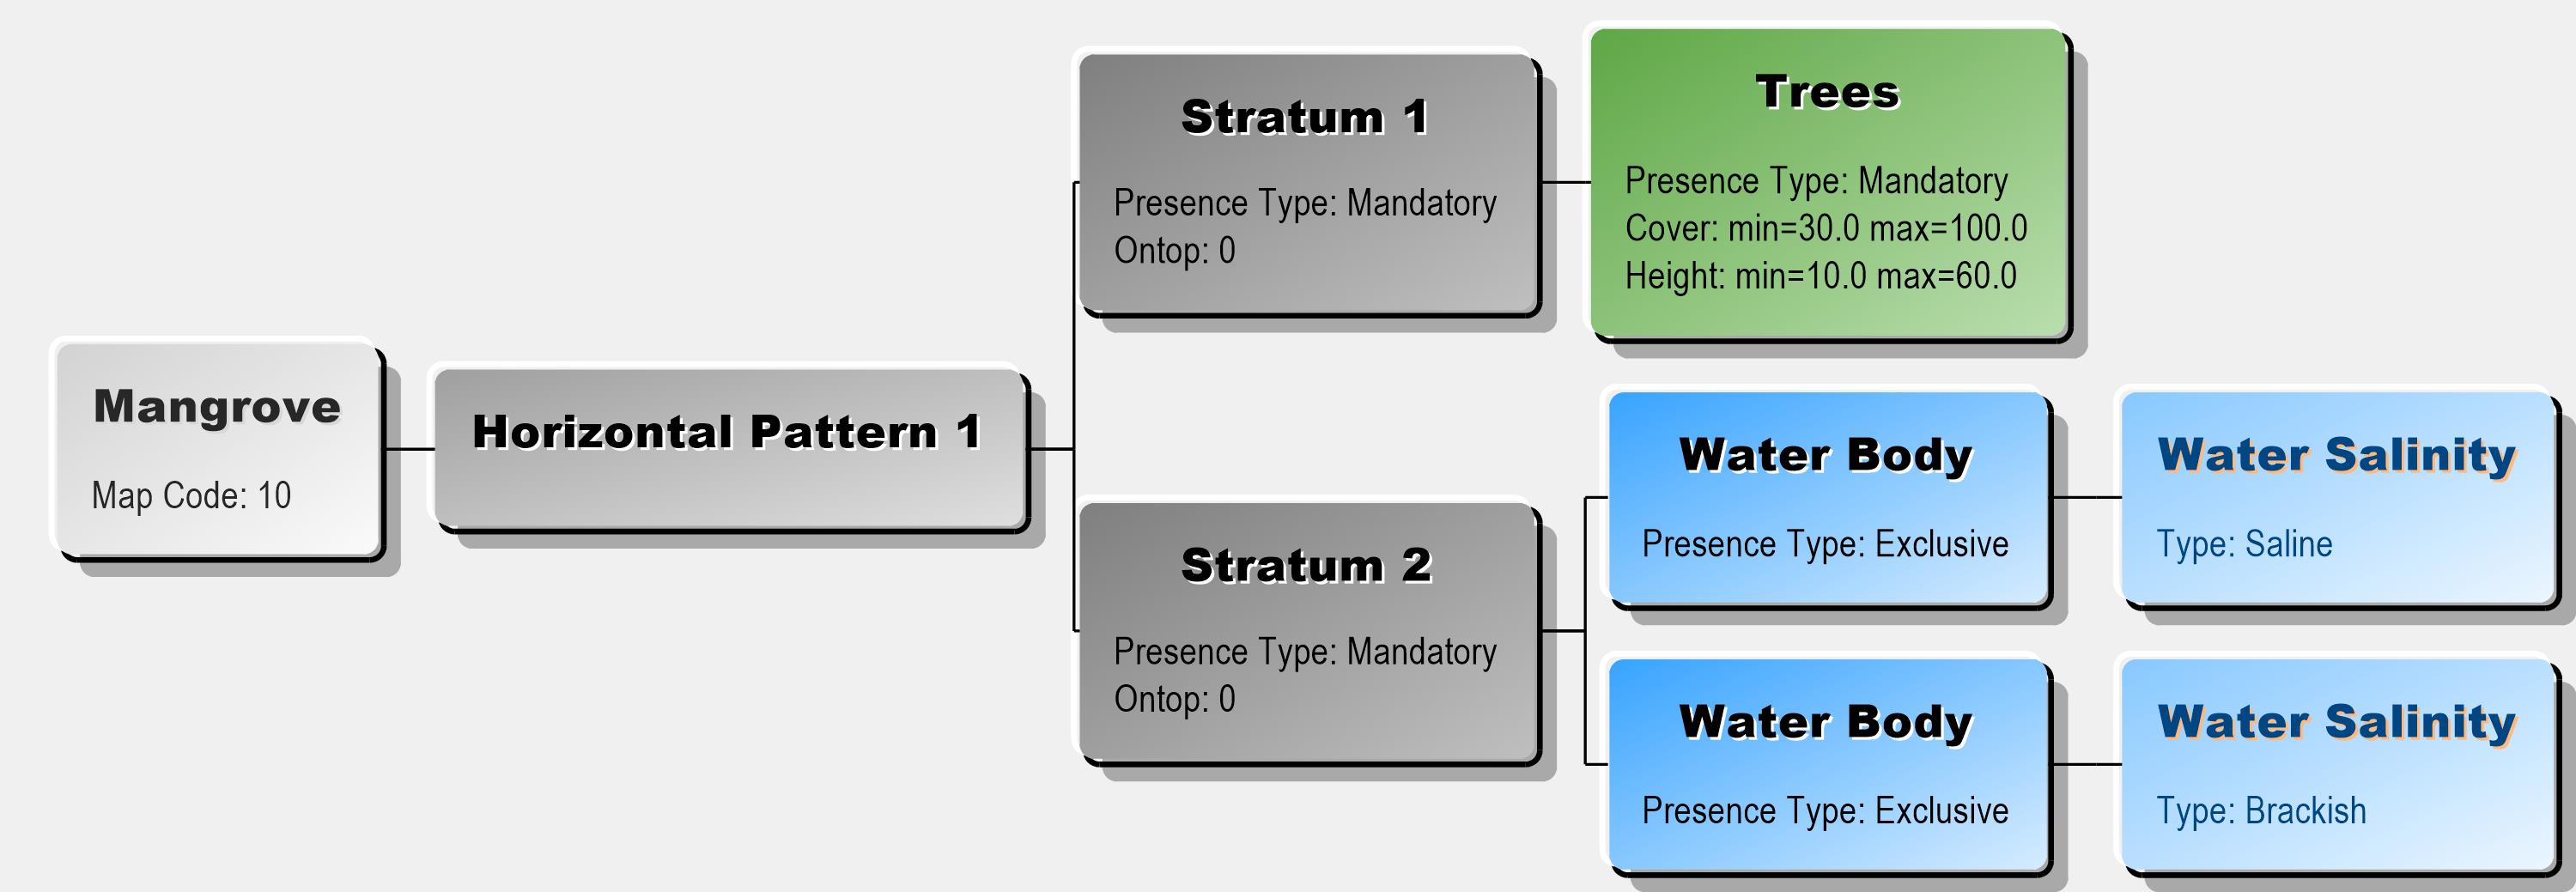 Mangrove
Map Code: 10
Horizontal Pattern 1
Stratum 1
Presence Type: Mandatory
Ontop: 0
Trees
Presence Type: Mandatory
Cover: min=30.0 max=100.0
Height: min=10.0 max=60.0
Stratum 2
Presence Type: Mandatory
Ontop: 0
Water Body
Presence Type: Exclusive
Water Salinity
Type: Saline
Water Body
Presence Type: Exclusive
Water Salinity
Type: Brackish